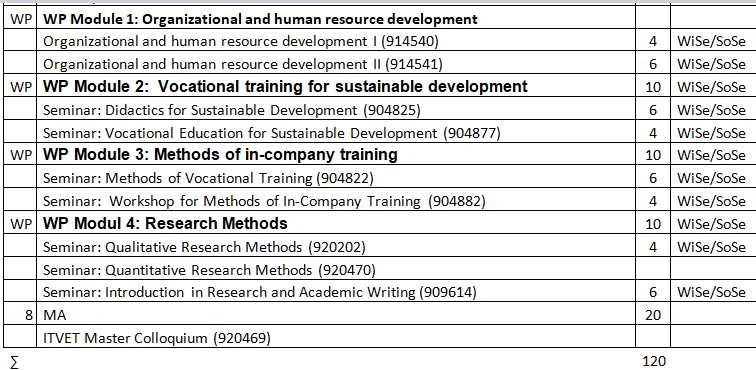 WP WP Module 1: Organizational and human resource development
Organizational and human resource development I (914540) 4 WiSe/SoSe
Organizational and human resource development II (914541) 6 WiSe/SoSe
WP WP Module 2: Vocational training for sustainable development 10 WiSe/SoSe
Seminar: Didactics for Sustainable Development (904825) 6 WiSe/SoSe
Seminar: Vocational Education for Sustainable Development (904877) 4 WiSe/SoSe
WP WP Module 3: Methods of in-company training 10 WiSe/SoSe
Seminar: Methods of Vocational Training (904822) 6 WiSe/SoSe
Seminar: Workshop for Methods of In-Company Training (904882) 4 WiSe/SoSe
WP WP Modul 4: Research Methods 10 WiSe/SoSe
Seminar: Qualitative Research Methods (920202) 4 WiSe/SoSe
Seminar: Quantitative Research Methods (920470)
Seminar: Introduction in Research and Academic Writing (909614) 6 WiSe/SoSe
8 MA 20
ITVET Master Colloquium (920469)
∑ 120